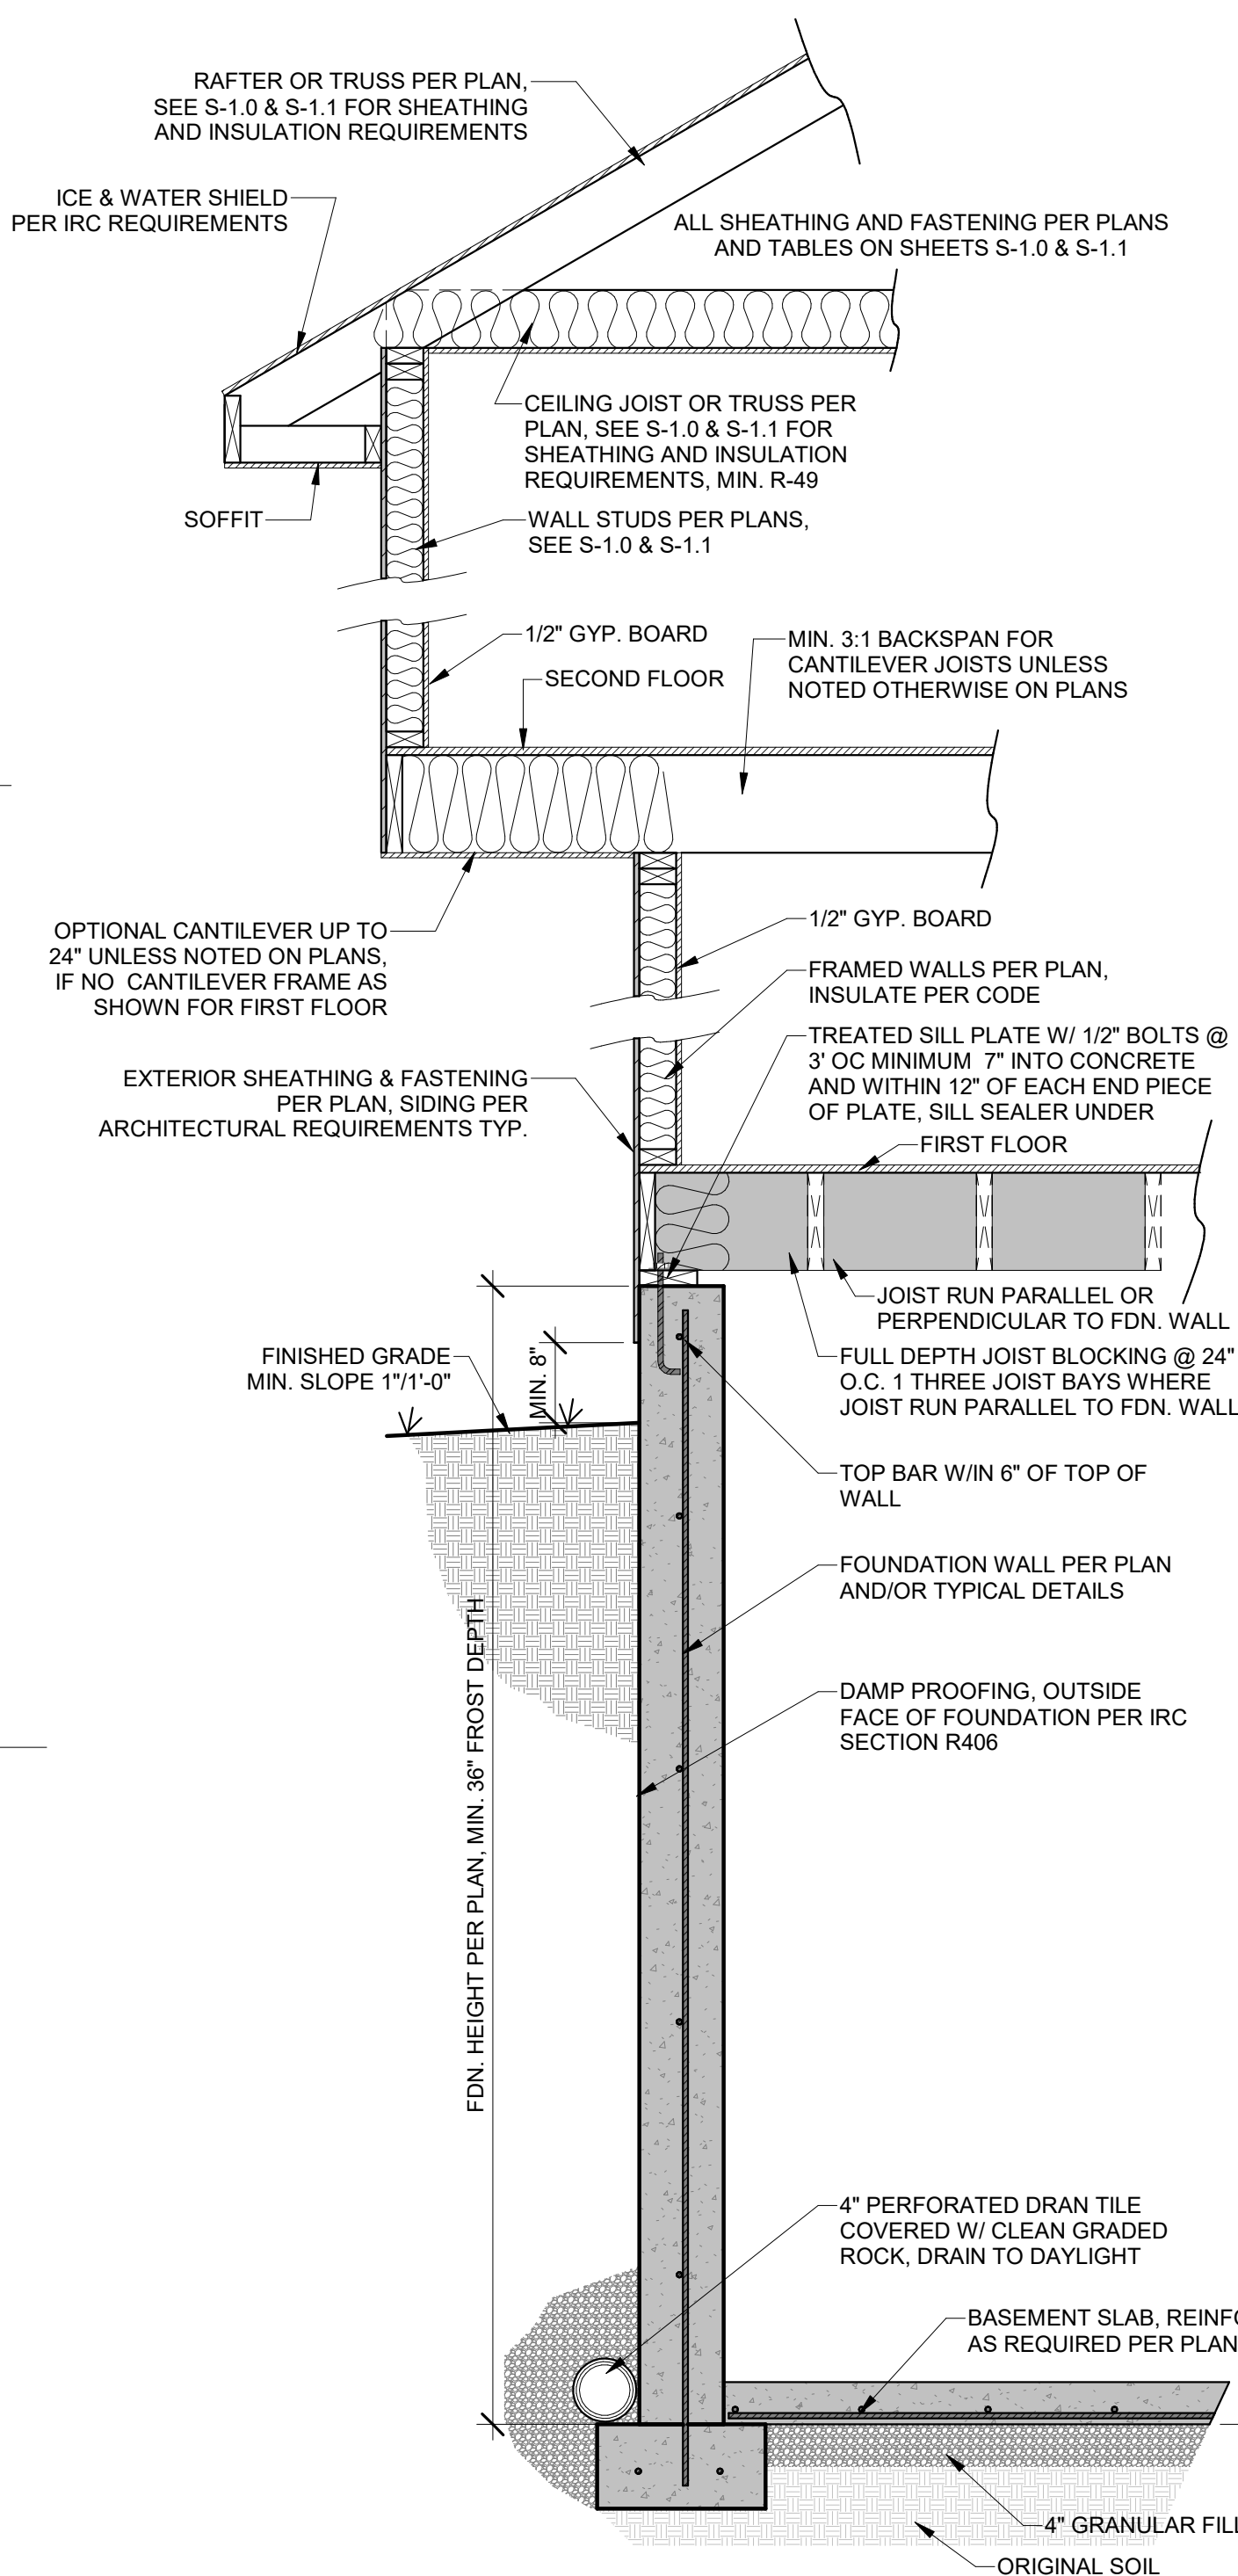 RAFTER OR TRUSS PER PLAN,
SEE S-1.0 & S-1.1 FOR SHEATHING
AND INSULATION REQUIREMENTS
ICE & WATER SHIELD
PER IRC REQUIREMENTS
ALL SHEATHING AND FASTENING PER PLANS
AND TABLES ON SHEETS S-1.0 & S-1.1
CEILING JOIST OR TRUSS PER
PLAN, SEE S-1.0 & S-1.1 FOR
SHEATHING AND INSULATION
REQUIREMENTS, MIN. R-49
SOFFIT
WALL STUDS PER PLANS,
SEE S-1.0 & S-1.1
1/2" GYP. BOARD
SECOND FLOOR
MIN. 3:1 BACKSPAN FOR
CANTILEVER JOISTS UNLESS
NOTED OTHERWISE ON PLANS
OPTIONAL CANTILEVER UP TO
24" UNLESS NOTED ON PLANS,
IF NO CANTILEVER FRAME AS
SHOWN FOR FIRST FLOOR
1/2" GYP. BOARD
FRAMED WALLS PER PLAN,
INSULATE PER CODE
TREATED SILL PLATE W/ 1/2" BOLTS @
3' OC MINIMUM 7" INTO CONCRETE
AND WITHIN 12" OF EACH END PIECE
OF PLATE, SILL SEALER UNDER
EXTERIOR SHEATHING & FASTENING
PER PLAN, SIDING PER
ARCHITECTURAL REQUIREMENTS TYP.
FIRST FLOOR
JOIST RUN PARALLEL OR
PERPENDICULAR TO FDN. WALL
FINISHED GRADE
MIN. SLOPE 1"/1'-0"
MIN. 8"
FULL DEPTH JOIST BLOCKING @ 24"
O.C. 1 THREE JOIST BAYS WHERE
JOIST RUN PARALLEL TO FDN. WALL
TOP BAR W/IN 6" OF TOP OF
WALL
FOUNDATION WALL PER PLAN
AND/OR TYPICAL DETAILS
DAMP PROOFING, OUTSIDE
FACE OF FOUNDATION PER IRC
SECTION R406
FDN. HEIGHT PER PLAN, MIN. 36" FROST DEPTH
4" PERFORATED DRAN TILE
COVERED W/ CLEAN GRADED
ROCK, DRAIN TO DAYLIGHT
BASEMENT SLAB,
AS REQUIRED PER PLAN
4" GRANULAR FILL
ORIGINAL SOIL